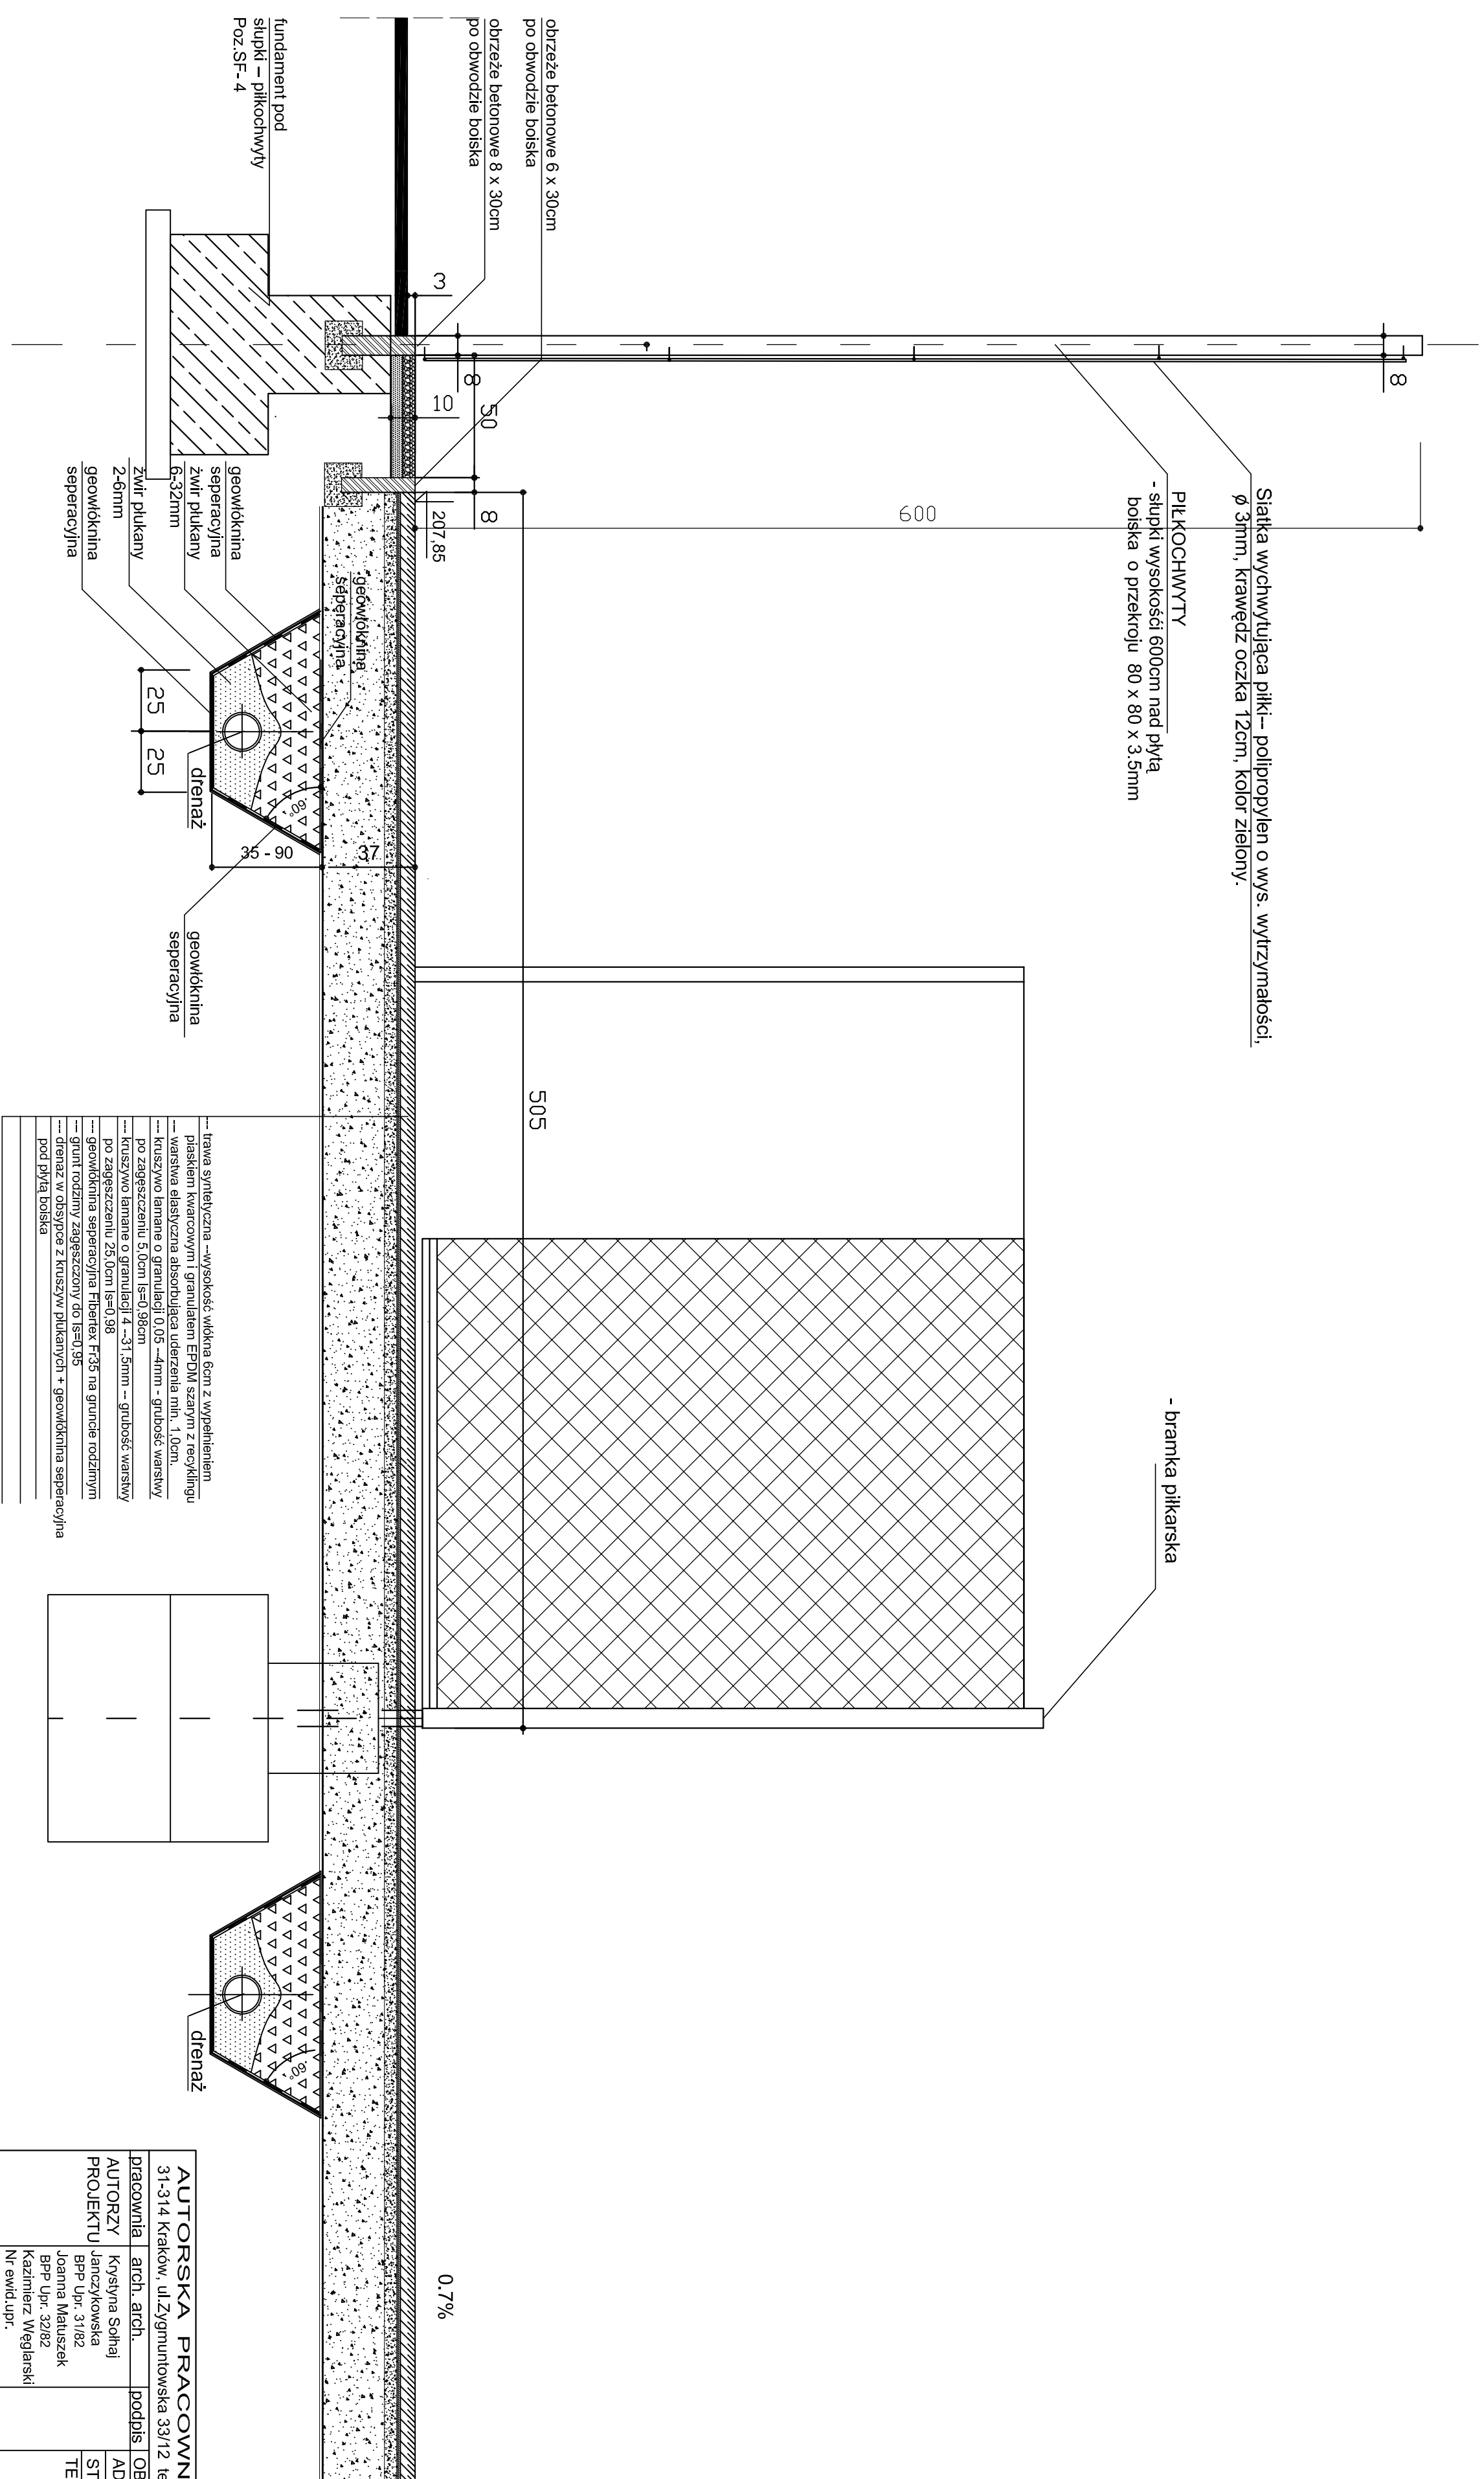 Siatka wychwytująca piłki-- polipropylen o wys. wytrzymałości,
ø 3mm, krawędz oczka 12cm, kolor zielony.
PIŁKOCHWYTY
- słupki wysokośći 600cm nad płytą
boiska o przekroju 80 x 80 x 3.5mm
- bramka piłkarska
8
600
obrzeże betonowe 6 x 30cm
po obwodzie boiska
obrzeże betonowe 8 x 30cm
po obwodzie boiska
505
3
8
50
10
8
207,85
0.7%
fundament pod
słupki – piłkochwyty
Poz.SF- 4
geowłóknina
seperacyjna
37
35 - 90
60°
60°
geowłóknina
seperacyjna
żwir płukany
6-32mm
żwir płukany
2-6mm
geowłóknina
seperacyjna
drenaż
drenaż
25
25
geowłóknina
seperacyjna
--- trawa syntetyczna --wysokość włókna 6cm z wypełnieniem
piaskiem kwarcowym i granulatem EPDM szarym z recyklingu
--- warstwa elastyczna absorbująca uderzenia min. 1,0cm.
--- kruszywo łamane o granulacji 0,05 --4mm - grubość warstwy
po zagęszczeniu 5,0cm Is=0,98cm
--- kruszywo łamane o granulacji 4 --31,5mm -- grubość warstwy
po zagęszczeniu 25,0cm Is=0,98
--- geowłóknina seperacyjna Fibertex Fr35 na gruncie rodzimym
--- grunt rodzimy zagęszczony do Is=0,95
--- drenaż w obsypce z kruszyw płukanych + geowłóknina seperacyjna
pod płytą boiska
AUTORSKA PRACOWN
31-314 Kraków, ul.Zygmuntowska 33/12 te
pracownia arch. arch. podpis OB
AUTORZY
PROJEKTU
Krystyna Sołhaj
Janczykowska
BPP Upr. 31/82
Joanna Matuszek
BPP Upr. 32/82
Kazimierz Węglarski
Nr ewid.upr.
AD
ST
TE